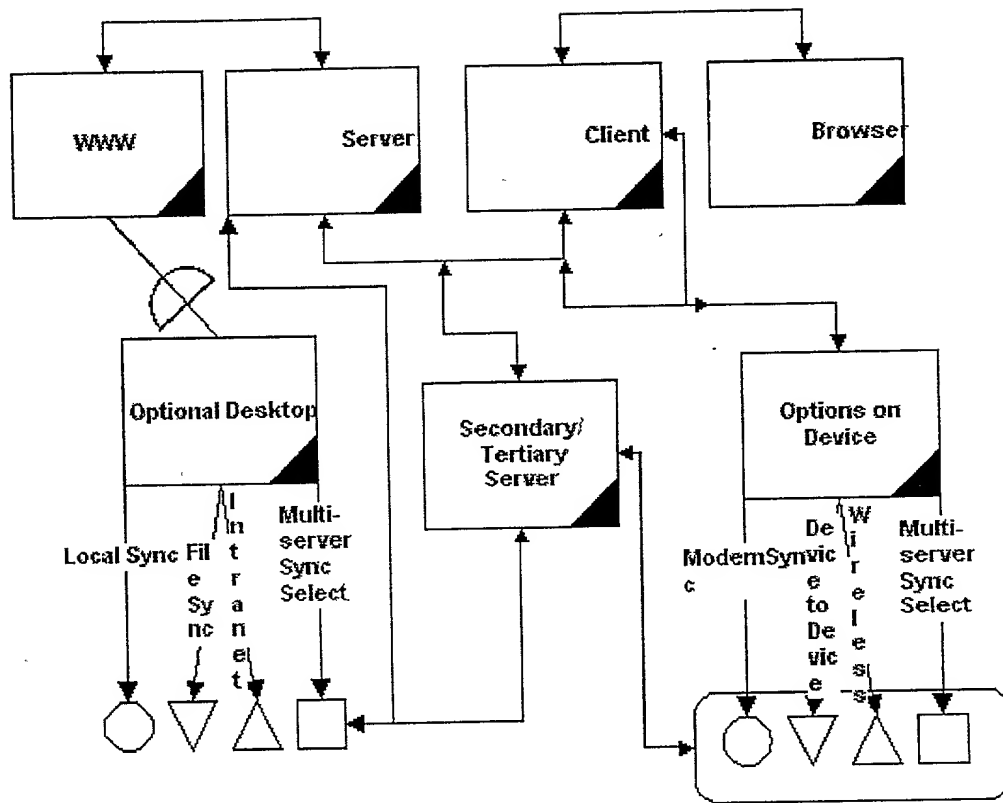 WWW
Server
Client
Browser
Optional Desktop
Secondary/
Tertiary
Server
Options on
Device
Local Sync
Fil
e
Sy
nc
I
n
t
r
a
n
e
t
Multi-
server
Sync
Select
ModemSyn
c
De
vic
e
to
De
vic
e
W
i
r
e
l
e
s
s
Multi-
server
Sync
Select